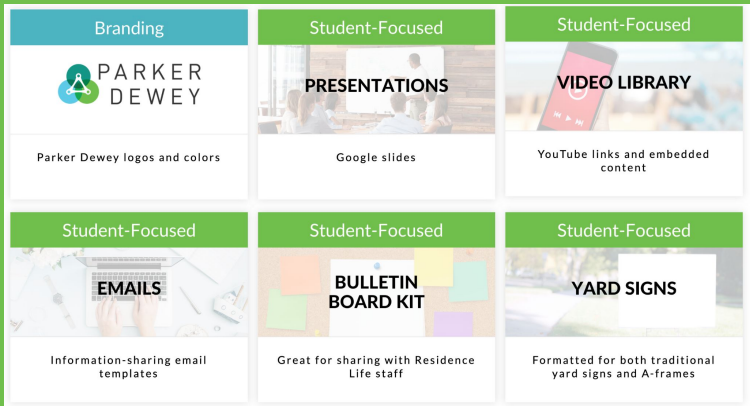 Branding
PARKER
DEWEY
Parker Dewey logos and colors
Student-Focused
PRESENTATIONS
Google slides
Student-Focused
VIDEO LIBRARY
YouTube links and embedded
content
Student-Focused
EMAILS
Information-sharing email
templates
Student-Focused
BULLETIN
BOARD KIT
Great for sharing with Residence
Life staff
Student-Focused
YARD SIGNS
Formatted for both traditional
yard signs and A-frames